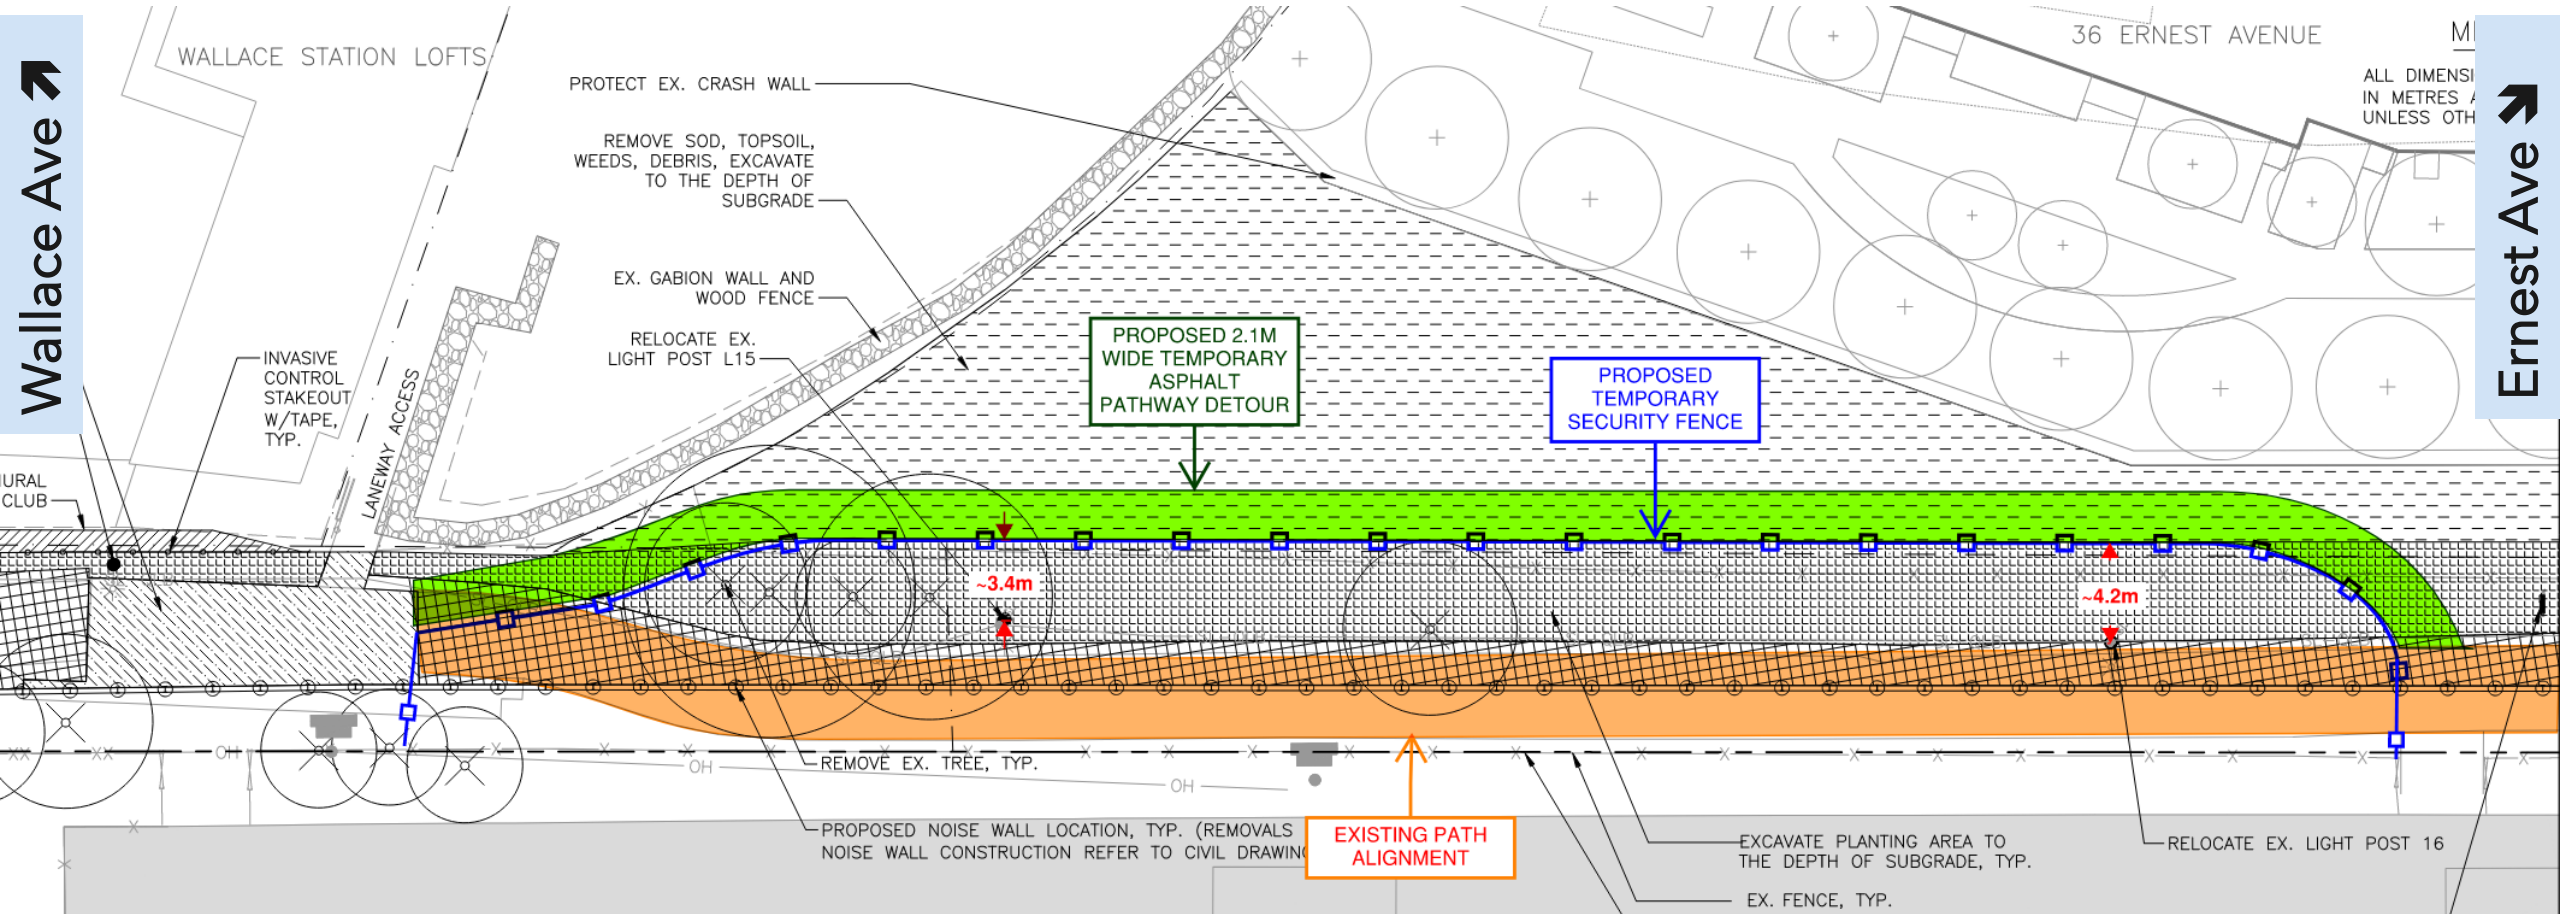 Wallace Ave
WALLACE STATION LOFTS
36 ERNEST AVENUE
ALL DIMENSI
IN METRES
UNLESS OTH
Ernest Ave
PROTECT EX. CRASH WALL
REMOVE SOD, TOPSOIL,
WEEDS, DEBRIS, EXCAVATE
TO THE DEPTH OF
SUBGRADE
EX. GABION WALL AND
WOOD FENCE
RELOCATE EX.
LIGHT POST L15
INVASIVE
CONTROL
STAKEOUT
W/TAPE,
TYP.
LANEWAY ACCESS
URAL
CLUB
PROPOSED 2.1M
WIDE TEMPORARY
ASPHALT
PATHWAY DETOUR
PROPOSED
TEMPORARY
SECURITY FENCE
~3.4m
~4.2m
OH
OH
OH
REMOVE EX. TREE, TYP.
PROPOSED NOISE WALL LOCATION, TYP. (REMOVALS
NOISE WALL CONSTRUCTION REFER TO CIVIL DRAWIN
EXISTING PATH
ALIGNMENT
EXCAVATE PLANTING AREA TO
THE DEPTH OF SUBGRADE, TYP.
EX. FENCE, TYP.
RELOCATE EX. LIGHT POST 16